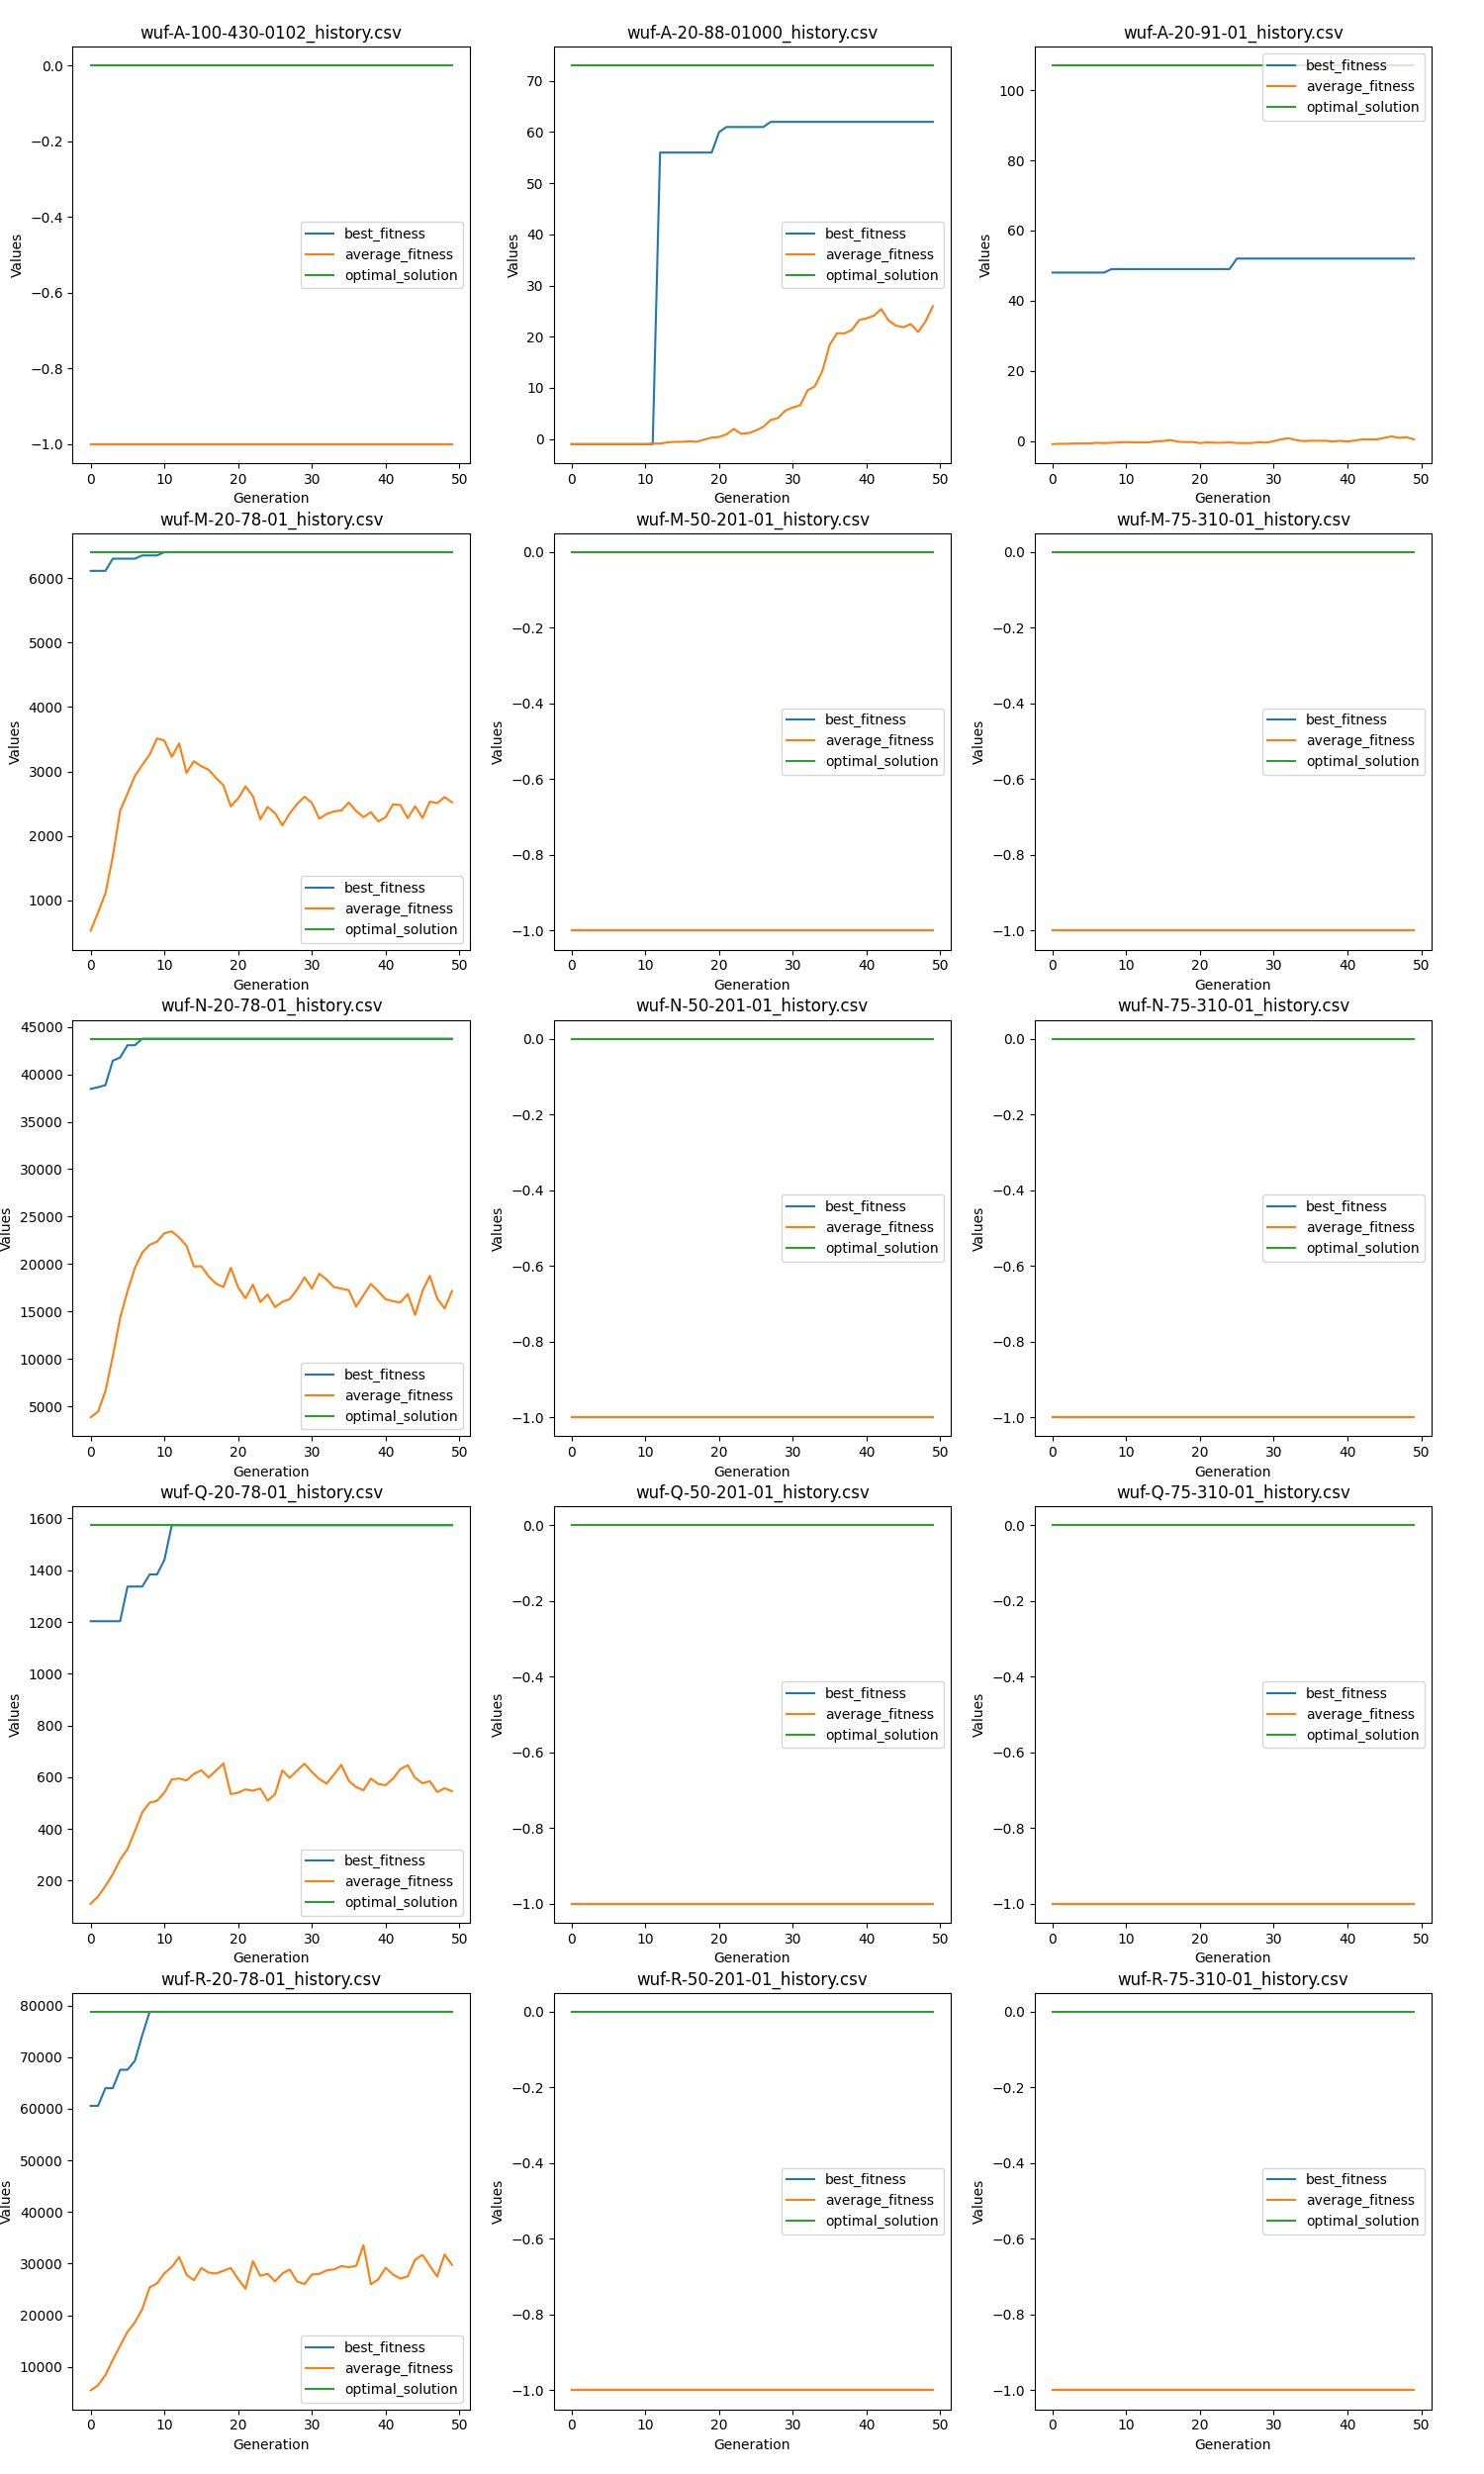 wuf-A-100-430-0102_history.csv
0.0
−0.2
−0.4
−0.6
−0.8
−1.0
Values
best_fitness
average_fitness
optimal_solution
0 10 20 30 40 50
Generation
wuf-A-20-88-01000_history.csv
70
60
50
40
30
20
10
0
Values
best_fitness
average_fitness
optimal_solution
0 10 20 30 40 50
Generation
wuf-A-20-91-01_history.csv
100
80
60
40
20
0
Values
best_fitness
average_fitness
optimal_solution
0 10 20 30 40 50
Generation
wuf-M-20-78-01_history.csv
6000
5000
4000
3000
2000
1000
Values
best_fitness
average_fitness
optimal_solution
0 10 20 30 40 50
Generation
wuf-M-50-201-01_history.csv
0.0
−0.2
−0.4
−0.6
−0.8
−1.0
Values
best_fitness
average_fitness
optimal_solution
0 10 20 30 40 50
Generation
wuf-M-75-310-01_history.csv
0.0
−0.2
−0.4
−0.6
−0.8
−1.0
Values
best_fitness
average_fitness
optimal_solution
0 10 20 30 40 50
Generation
wuf-N-20-78-01_history.csv
45000
40000
35000
30000
25000
20000
15000
10000
5000
Values
best_fitness
average_fitness
optimal_solution
0 10 20 30 40 50
Generation
wuf-N-50-201-01_history.csv
0.0
−0.2
−0.4
−0.6
−0.8
−1.0
Values
best_fitness
average_fitness
optimal_solution
0 10 20 30 40 50
Generation
wuf-N-75-310-01_history.csv
0.0
−0.2
−0.4
−0.6
−0.8
−1.0
Values
best_fitness
average_fitness
optimal_solution
0 10 20 30 40 50
Generation
wuf-Q-20-78-01_history.csv
1600
1400
1200
1000
800
600
400
200
Values
best_fitness
average_fitness
optimal_solution
0 10 20 30 40 50
Generation
wuf-Q-50-201-01_history.csv
0.0
−0.2
−0.4
−0.6
−0.8
−1.0
Values
best_fitness
average_fitness
optimal_solution
0 10 20 30 40 50
Generation
wuf-Q-75-310-01_history.csv
0.0
−0.2
−0.4
−0.6
−0.8
−1.0
Values
best_fitness
average_fitness
optimal_solution
0 10 20 30 40 50
Generation
wuf-R-20-78-01_history.csv
80000
70000
60000
50000
40000
30000
20000
10000
Values
best_fitness
average_fitness
optimal_solution
0 10 20 30 40 50
Generation
wuf-R-50-201-01_history.csv
0.0
−0.2
−0.4
−0.6
−0.8
−1.0
Values
best_fitness
average_fitness
optimal_solution
0 10 20 30 40 50
Generation
wuf-R-75-310-01_history.csv
0.0
−0.2
−0.4
−0.6
−0.8
−1.0
Values
best_fitness
average_fitness
optimal_solution
0 10 20 30 40 50
Generation